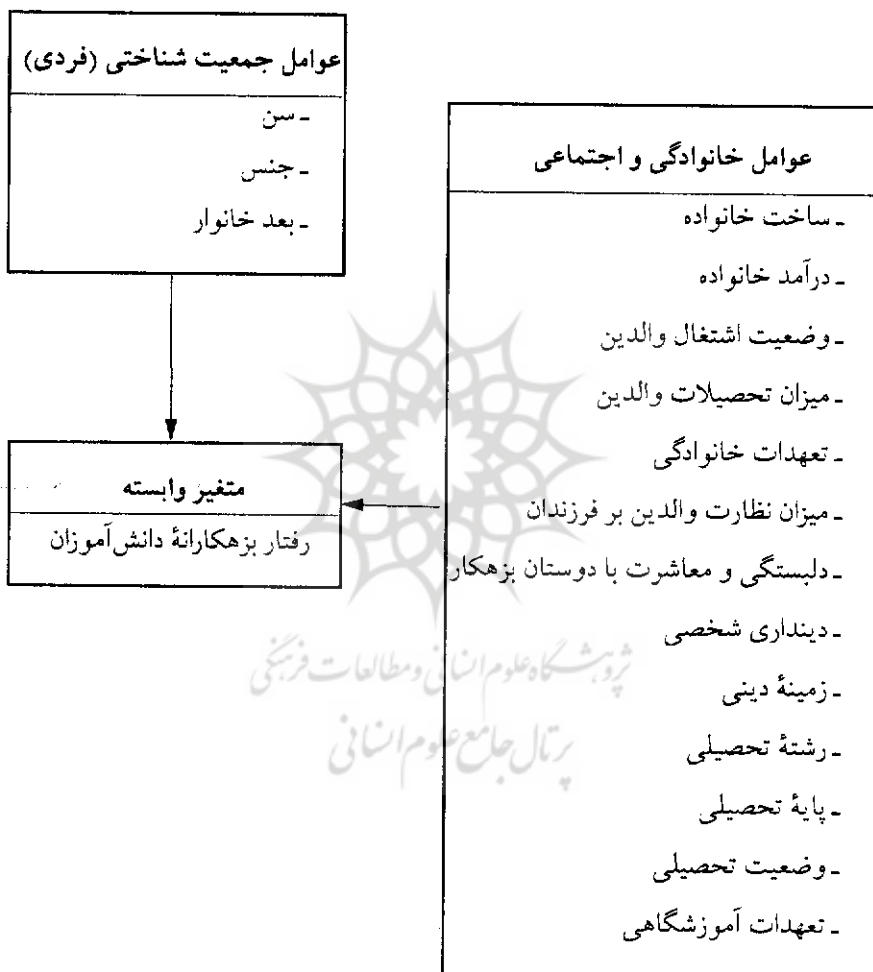 عوامل جمعیت شناختی (فردی)
ـ سن
ـ جنس
ـ بعد خانوار
عوامل خانوادگی و اجتماعی
ـ ساخت خانواده
ـ درآمد خانواده
ـ وضعیت اشتغال والدین
ـ میزان تحصیلات والدین
ـ تعهدات خانوادگی
ـ میزان نظارت والدین بر فرزندان
ـ دلبستگی و معاشرت با دوستان بزهکار
ـ دینداری شخصی
ـ زمینهٔ دینی
ـ رشتهٔ تحصیلی
ـ پایهٔ تحصیلی
ـ وضعیت تحصیلی
ـ تعهدات آموزشگاهی
متغیر وابسته
رفتار بزهکارانهٔ دانش‌آموزان
پژوهشگاه علوم انسانی و مطالعات فرهنگی
پرتال جامع علوم انسانی